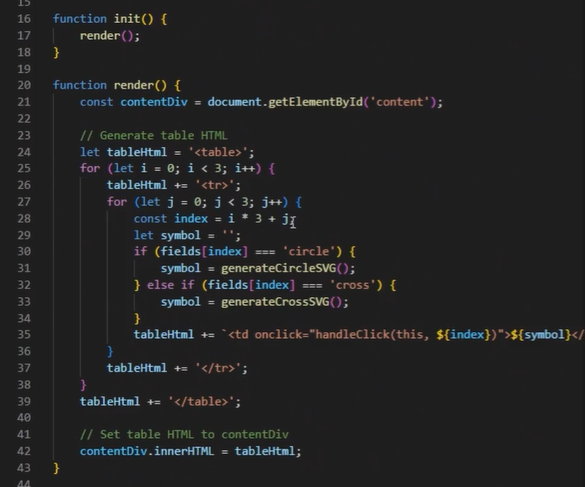 15
16 function init() {
17     render();
18 }
19
20 function render() {
21     const contentDiv = document.getElementById('content');
22
23     // Generate table HTML
24     let tableHtml = '<table>';
25     for (let i = 0; i < 3; i++) {
26         tableHtml += '<tr>';
27         for (let j = 0; j < 3; j++) {
28             const index = i * 3 + j;
29             let symbol = '';
30             if (fields[index] === 'circle') {
31                 symbol = generateCircleSVG();
32             } else if (fields[index] === 'cross') {
33                 symbol = generateCrossSVG();
34             }
35             tableHtml += `<td onclick="handleClick(this, ${index})">${symbol}</
36         }
37         tableHtml += '</tr>';
38     }
39     tableHtml += '</table>';
40
41     // Set table HTML to contentDiv
42     contentDiv.innerHTML = tableHtml;
43 }
44